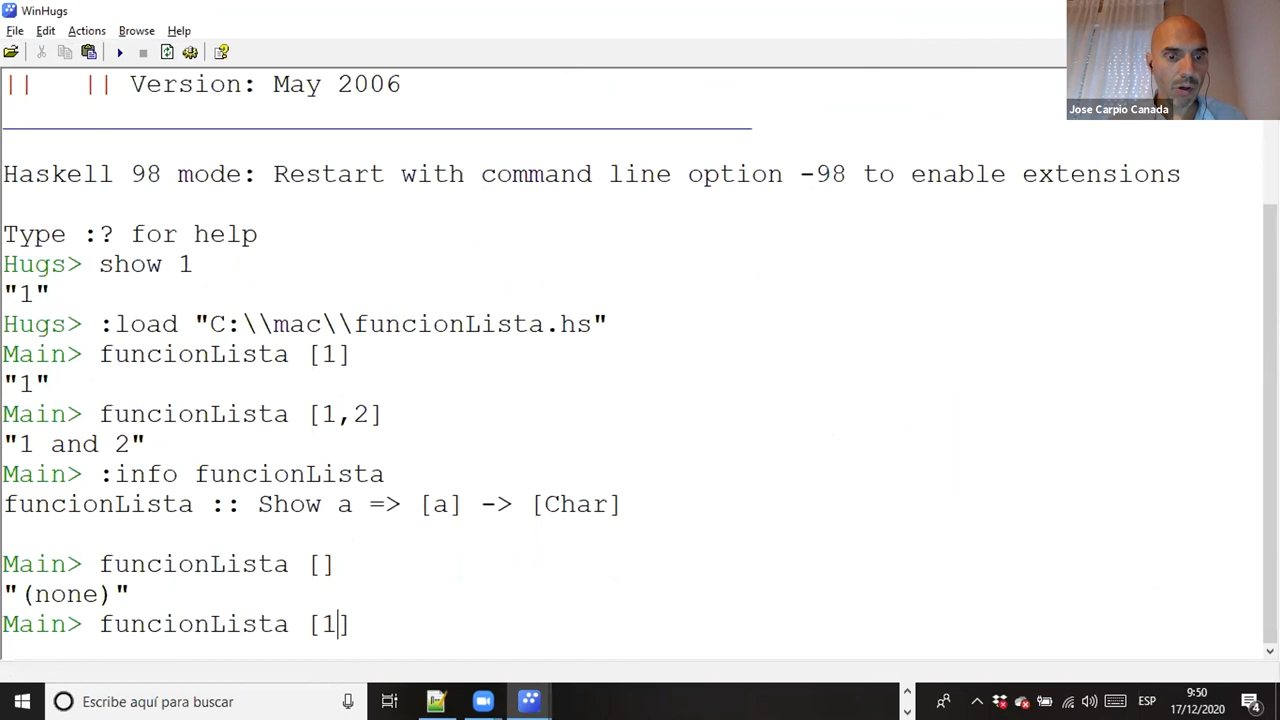 WinHugs
File Edit Actions Browse Help
|| || Version: May 2006
Jose Carpio Canada
Haskell 98 mode: Restart with command line option -98 to enable extensions
Type :? for help
Hugs> show 1
"1"
Hugs> :load "C:\\mac\\funcionLista.hs"
Main> funcionLista [1]
"1"
Main> funcionLista [1,2]
"1 and 2"
Main> :info funcionLista
funcionLista :: Show a => [a] -> [Char]
Main> funcionLista []
"(none)"
Main> funcionLista [1]
Escribe aquí para buscar
ESP
9:50
17/12/2020
4